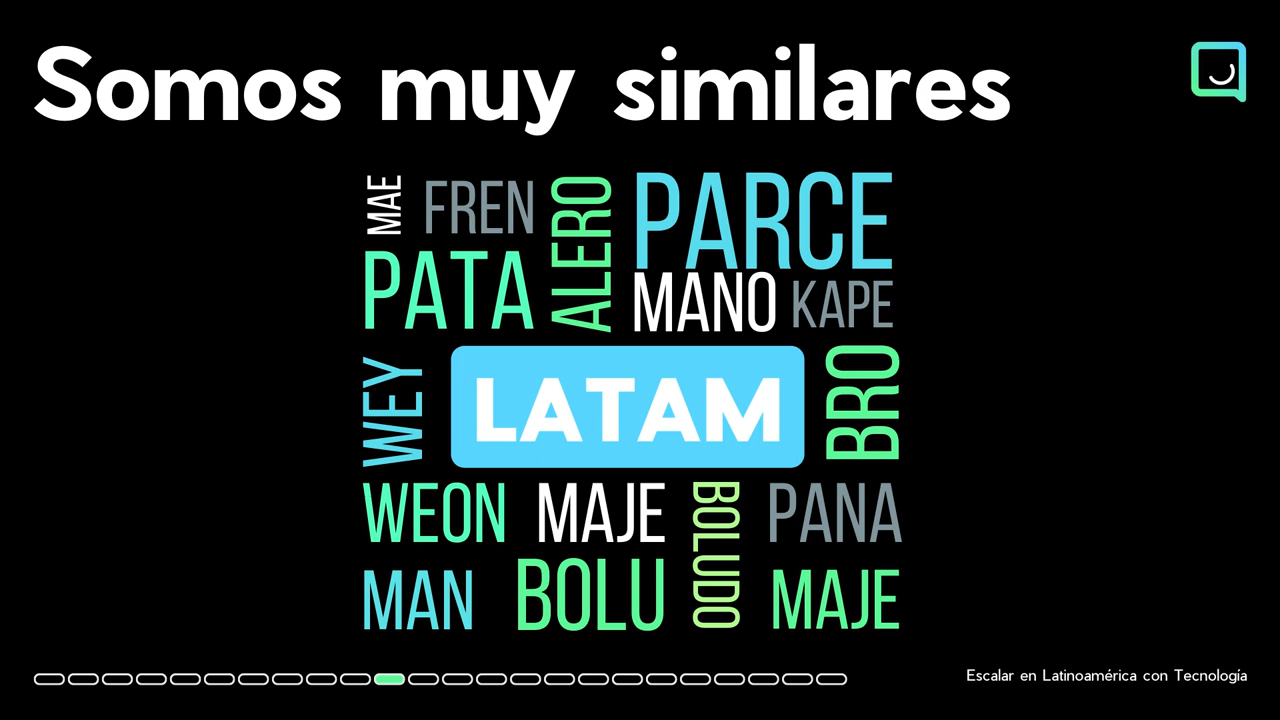 Somos muy similares
MAE
FREN
ALERO
PARCE
PATA
MANO
KAPE
WEY
LATAM
BRO
WEON
MAJE
BOLUDO
PANA
MAN
BOLU
MAJE
Escalar en Latinoamérica con Tecnología